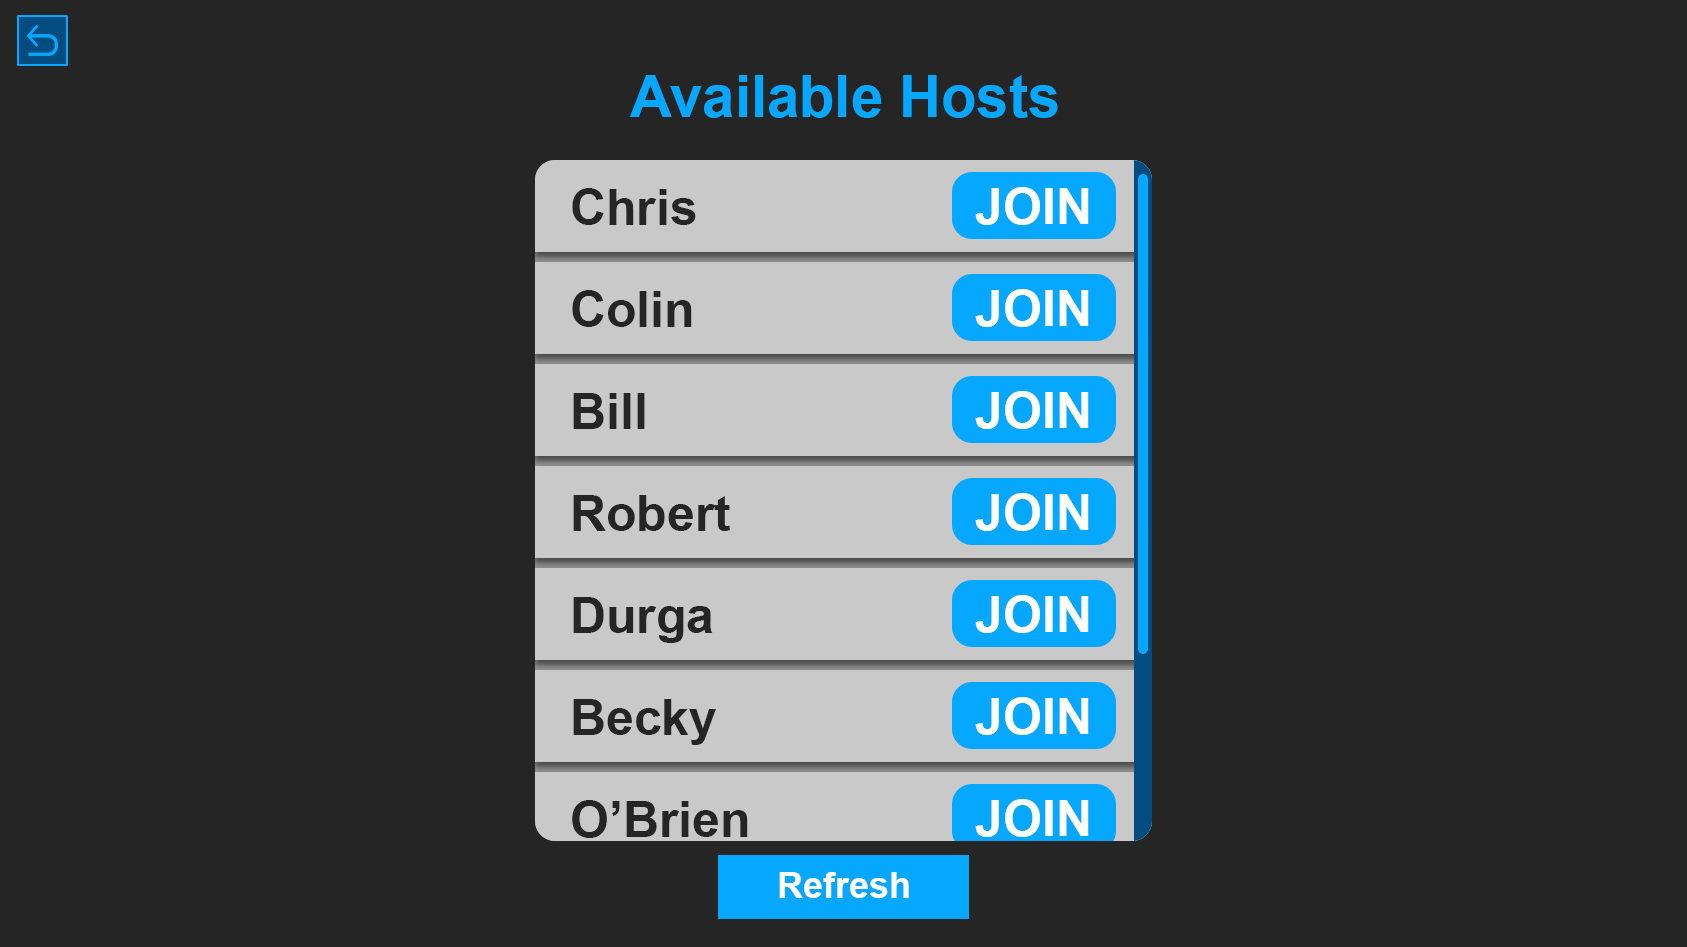 Available Hosts
Chris JOIN
Colin JOIN
Bill JOIN
Robert JOIN
Durga JOIN
Becky JOIN
O’Brien JOIN
Refresh